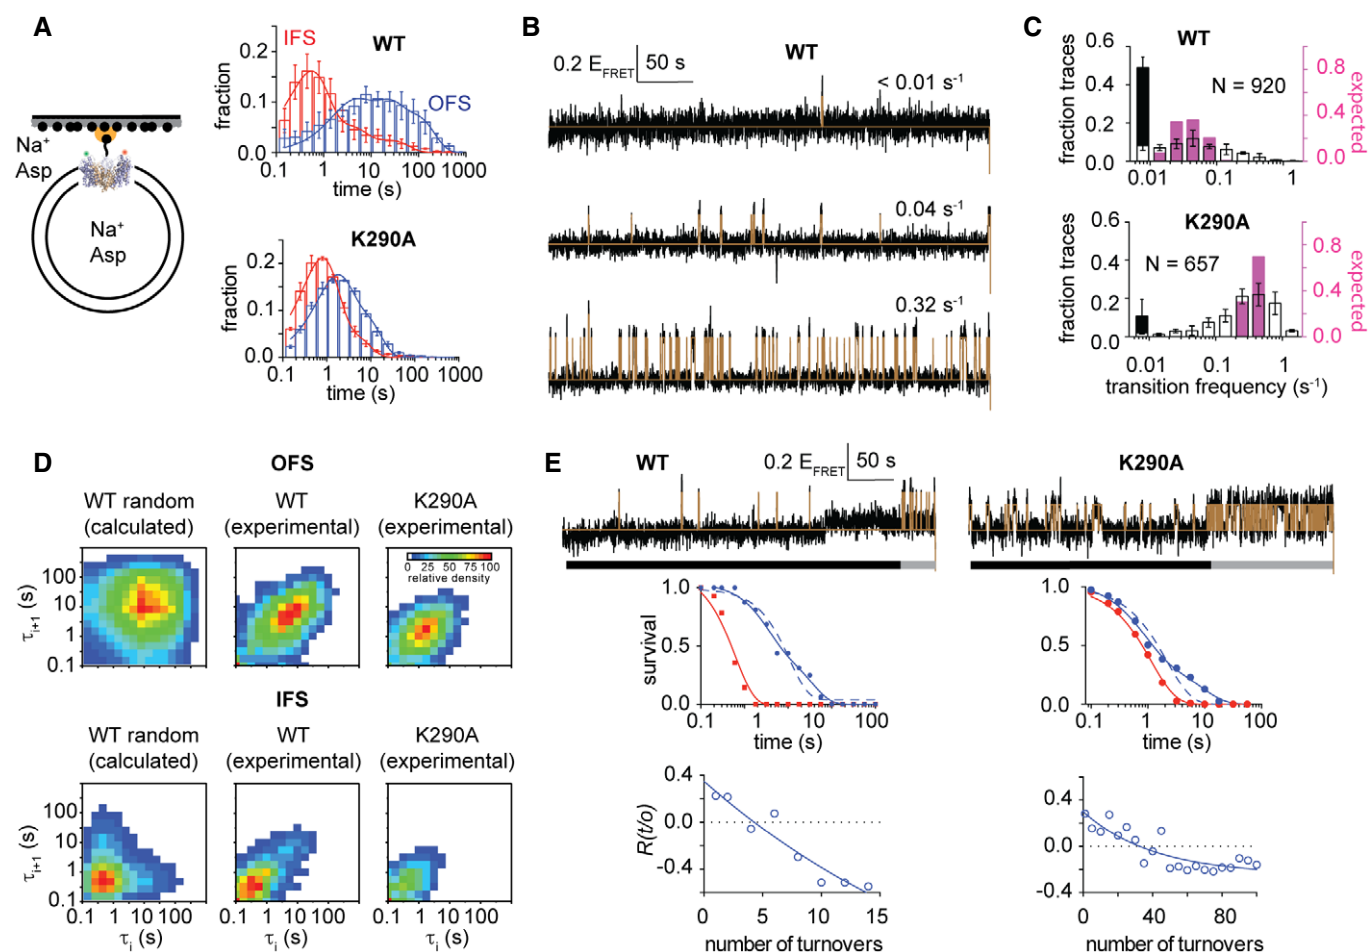 A
Na+
Asp
Na+
Asp
IFS
WT
OFS
fraction
0.2
0.1
0.0
0.1
1
10
100
1000
time (s)
K290A
fraction
0.2
0.1
0.0
0.1
1
10
100
1000
time (s)
B
0.2 EFRET
50 s
WT
< 0.01 s-1
0.04 s-1
0.32 s-1
C
WT
N = 920
fraction traces
0.6
0.4
0.2
0.0
0.8
0.4
0.0
expected
0.01
0.1
1
K290A
N = 657
fraction traces
0.6
0.4
0.2
0.0
0.8
0.4
0.0
expected
0.01
0.1
1
transition frequency (s-1)
D
OFS
WT random
(calculated)
WT
(experimental)
K290A
(experimental)
0 25 50 75 100
relative density
τi+1 (s)
100
10
1
0.1
IFS
WT random
(calculated)
WT
(experimental)
K290A
(experimental)
τi+1 (s)
100
10
1
0.1
0.1 1 10 100
0.1 1 10 100
0.1 1 10 100
τi (s)
τi (s)
τi (s)
E
WT
0.2 EFRET
50 s
K290A
survival
1.0
0.5
0.0
0.1
1
10
100
time (s)
1.0
0.5
0.0
0.1
1
10
100
time (s)
R(t/o)
0.4
0.0
-0.4
0
5
10
15
number of turnovers
0.4
0.0
-0.4
0
40
80
number of turnovers